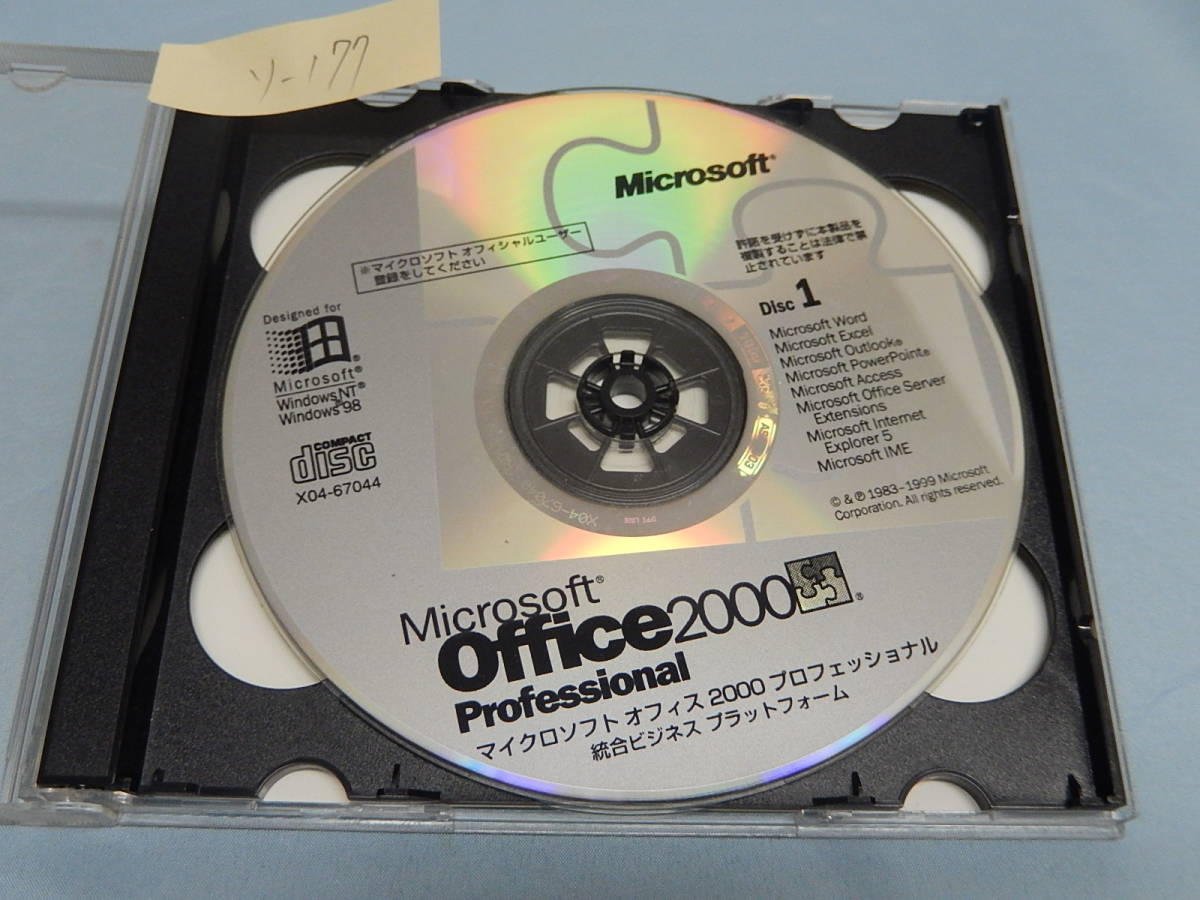 ソ-177
Microsoft®
※マイクロソフト オフィシャルユーザー
登録をしてください
許諾を受けずに本製品を
複製することは法律で禁
止されています
Designed for
Microsoft®
Windows NT®
Windows®98
COMPACT
disc
X04-67044
Disc 1
Microsoft Word
Microsoft Excel
Microsoft Outlook®
Microsoft PowerPoint®
Microsoft Access
Microsoft Office Server
Extensions
Microsoft Internet
Explorer 5
Microsoft IME
© & ℗ 1983-1999 Microsoft
Corporation. All rights reserved.
Microsoft®
Office 2000®
Professional
マイクロソフト オフィス 2000 プロフェッショナル
統合ビジネス プラットフォーム